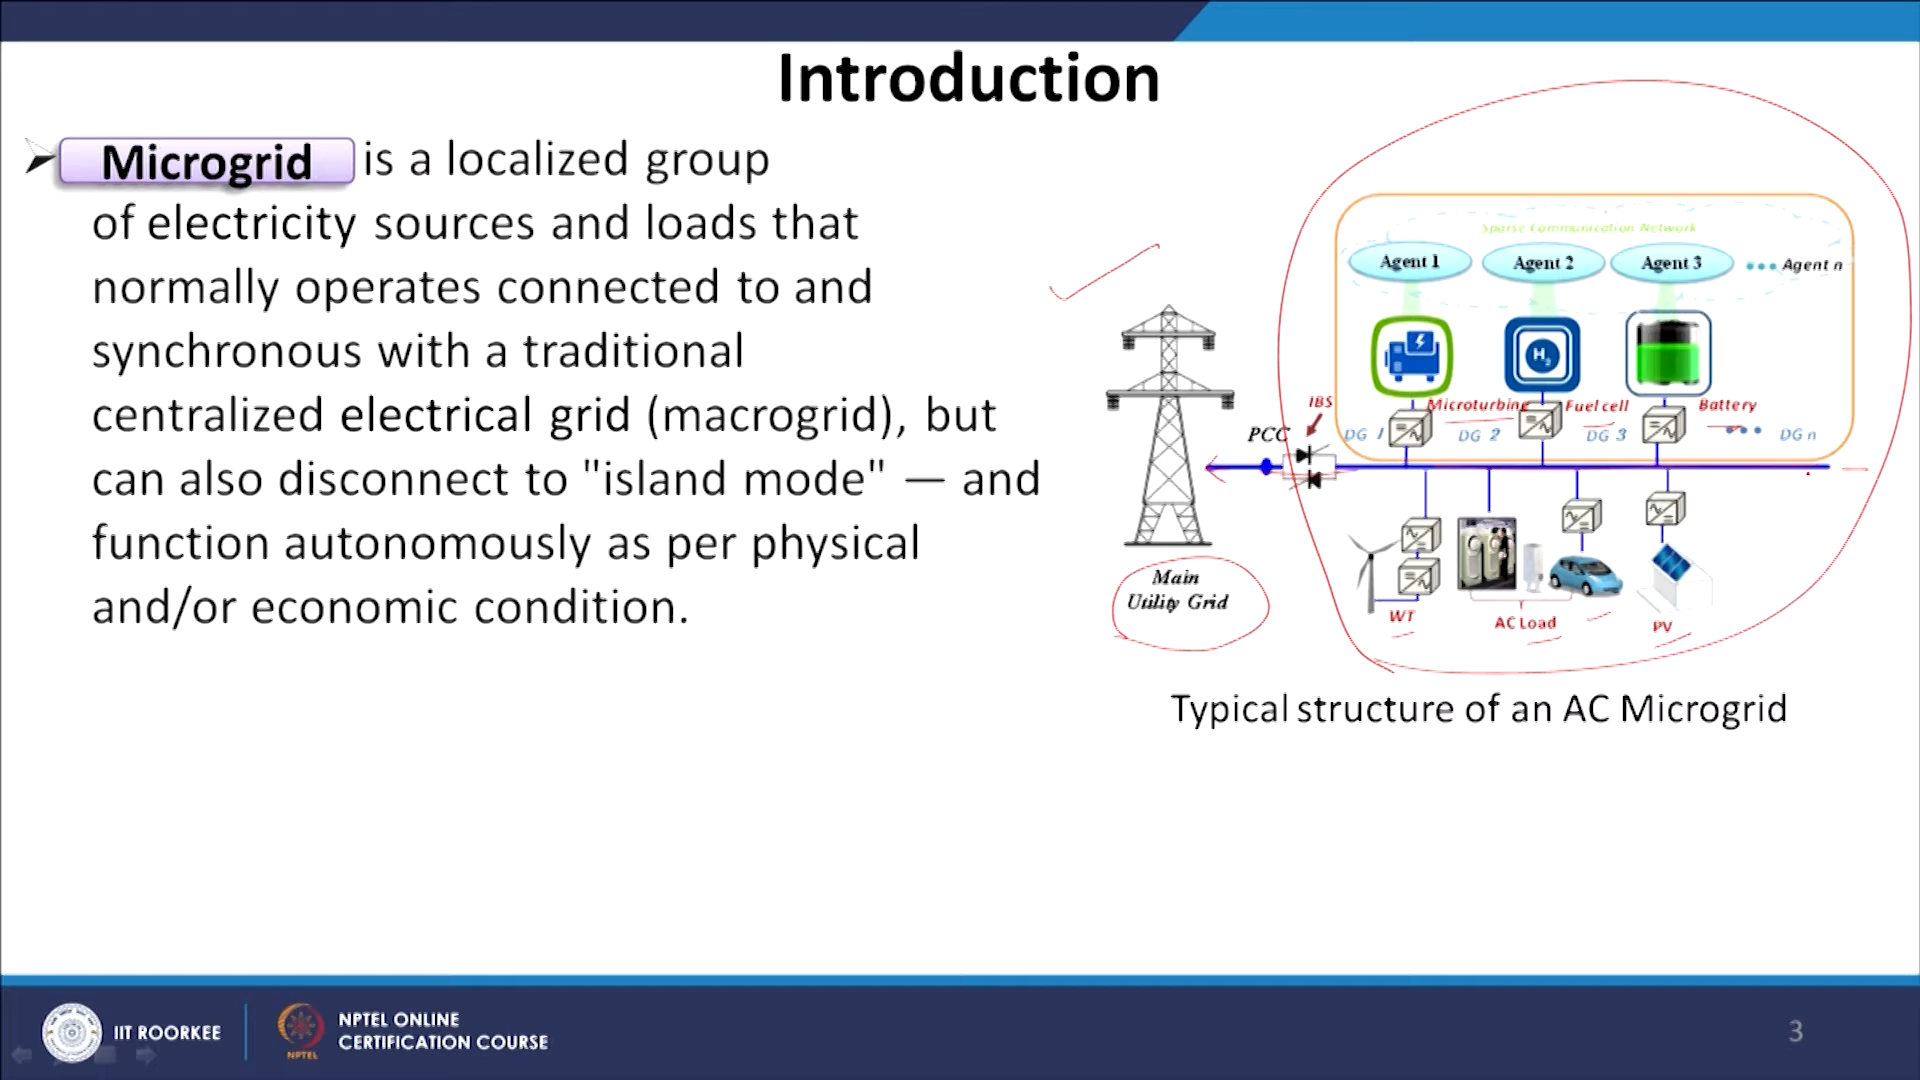 Introduction
Microgrid is a localized group
of electricity sources and loads that
normally operates connected to and
synchronous with a traditional
centralized electrical grid (macrogrid), but
can also disconnect to "island mode" — and
function autonomously as per physical
and/or economic condition.
Sparse Communication Network
Agent 1 Agent 2 Agent 3 Agent n
H2
IBS Microturbing Fuel cell Battery
PCC DG 1 DG 2 DG 3 DG n
Main
Utility Grid
WT AC Load PV
Typical structure of an AC Microgrid
IIT ROORKEE
NPTEL
NPTEL ONLINE
CERTIFICATION COURSE
3